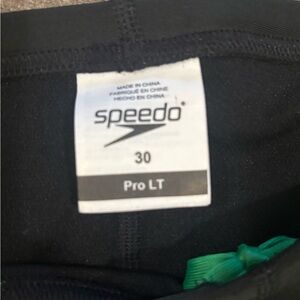 MADE IN CHINA
FABRIQUÉ EN CHINE
HECHO EN CHINA
speedo
30
Pro LT